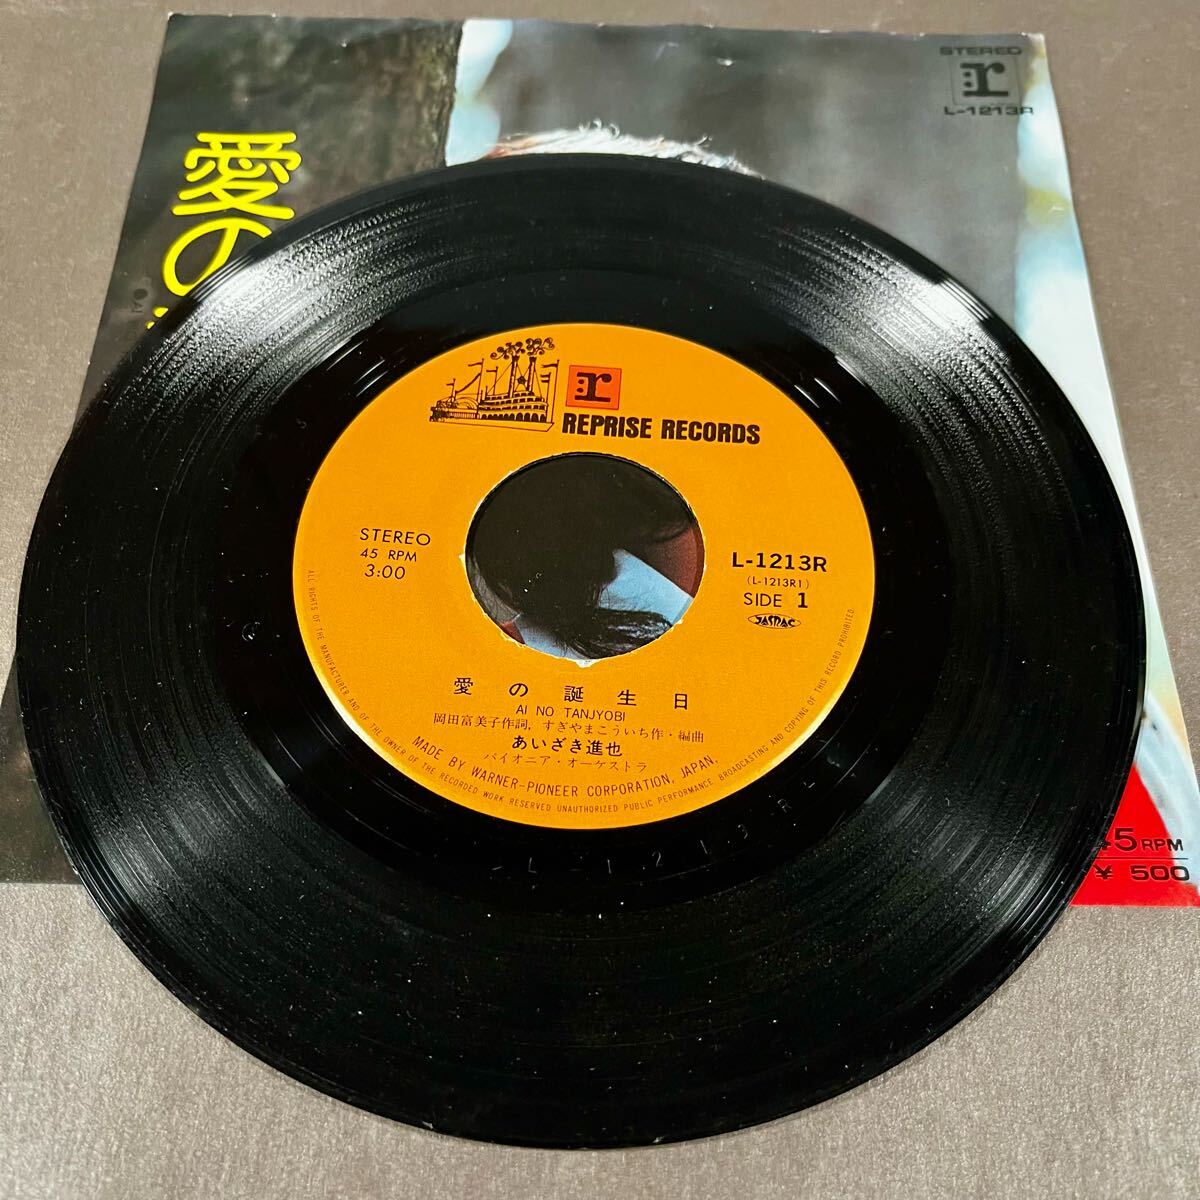 STEREO
r
L-1213R
愛の
r
REPRISE RECORDS
STEREO
45 RPM
3:00
L-1213R
(L-1213R1)
SIDE 1
JASRAC
愛の誕生日
AI NO TANJYOBI
岡田富美子作詞, すぎやまこういち作・編曲
あいざき進也
パイオニア・オーケストラ
MADE BY WARNER-PIONEER CORPORATION, JAPAN.
ALL RIGHTS OF THE MANUFACTURER AND OF THE OWNER OF THE RECORDED WORK RESERVED UNAUTHORIZED PUBLIC PERFORMANCE BROADCASTING AND COPYING OF THIS RECORD PROHIBITED
45 RPM
¥ 500